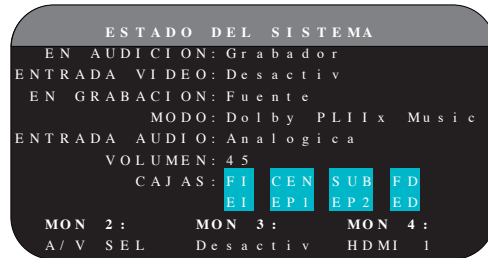 ESTADO DEL SISTEMA
EN AUDICION: Grabador
ENTRADA VIDEO: Desactiv
EN GRABACION: Fuente
MODO: Dolby PLIIx Music
ENTRADA AUDIO: Analogica
VOLUMEN: 45
CAJAS: FI CEN SUB FD
EI EP1 EP2 ED
MON 2: MON 3: MON 4:
A/V SEL Desactiv HDMI 1